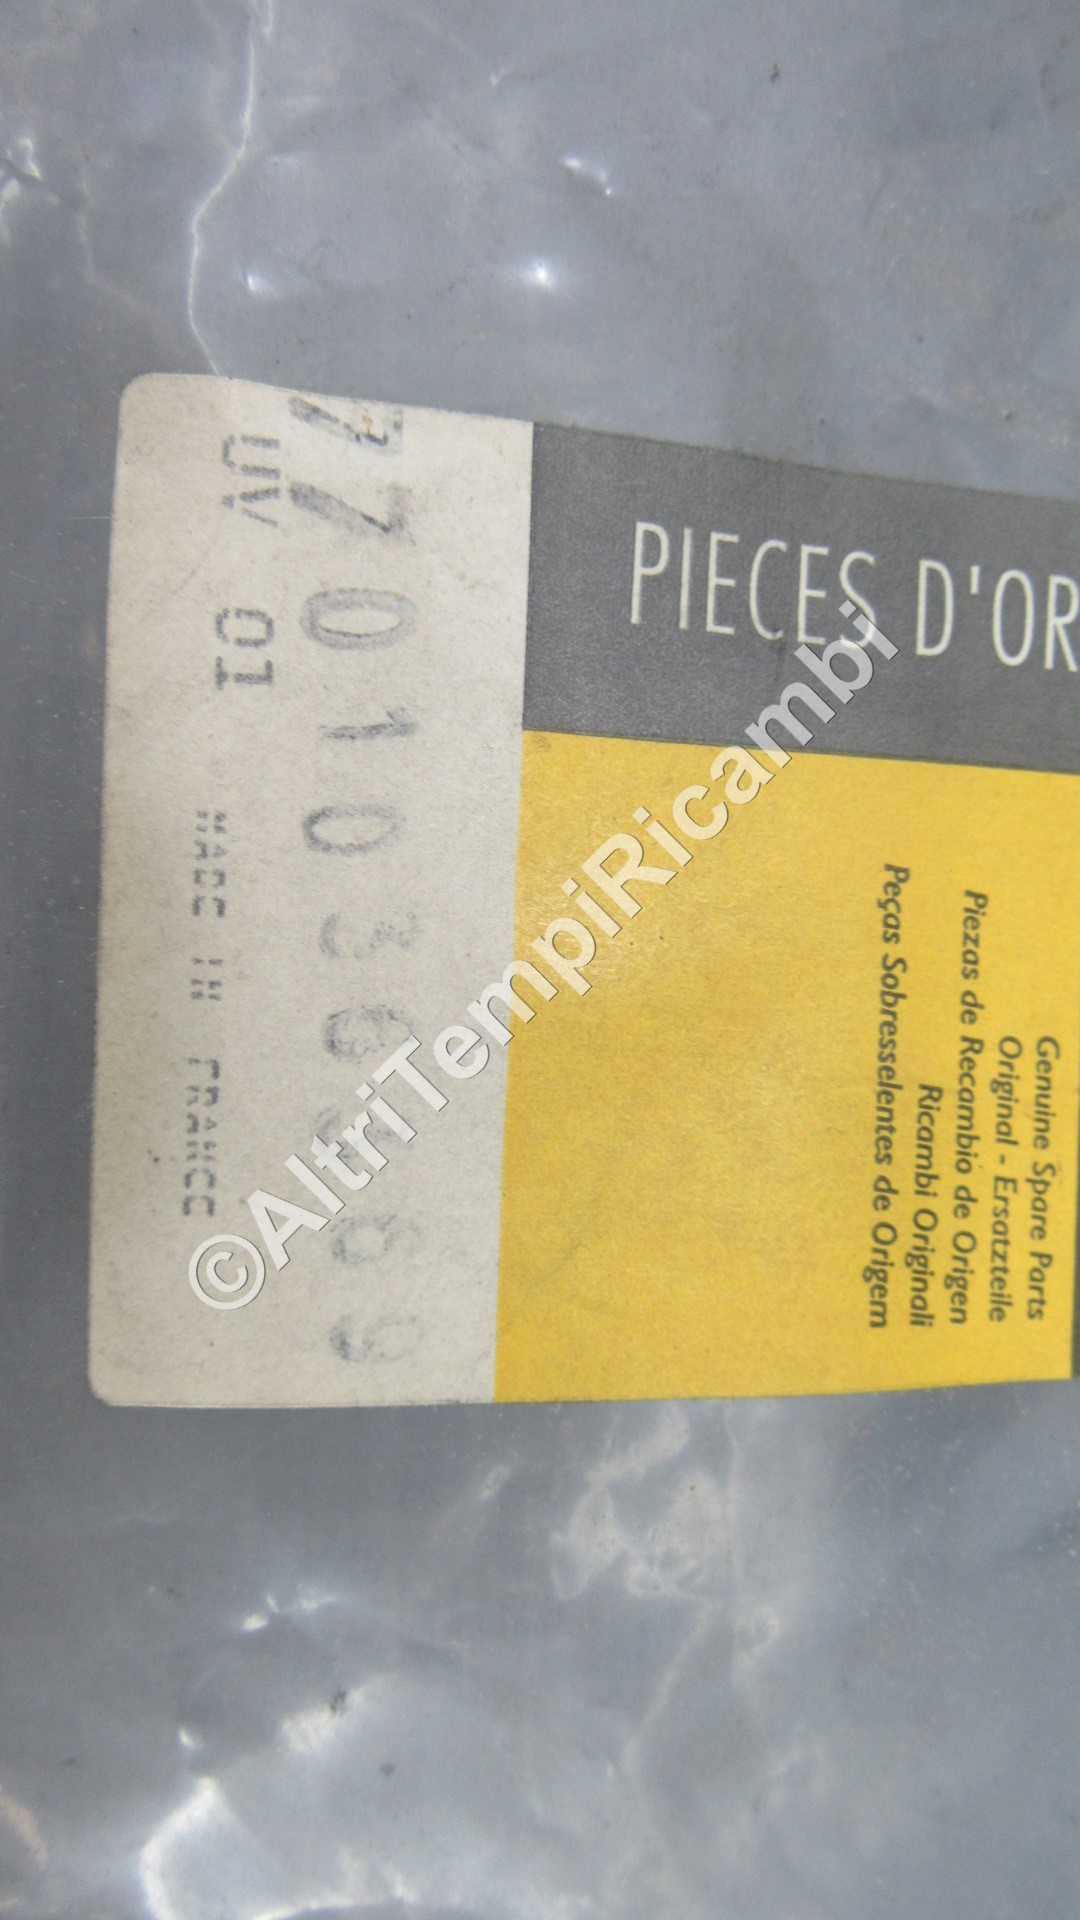 PIECES D'OR
Genuine Spare Parts
Original - Ersatzteile
Piezas de Recambio de Origen
Ricambi Originali
Peças Sobresselentes de Origem
UV 01
MADE IN FRANCE
©AltriTempiRicambi